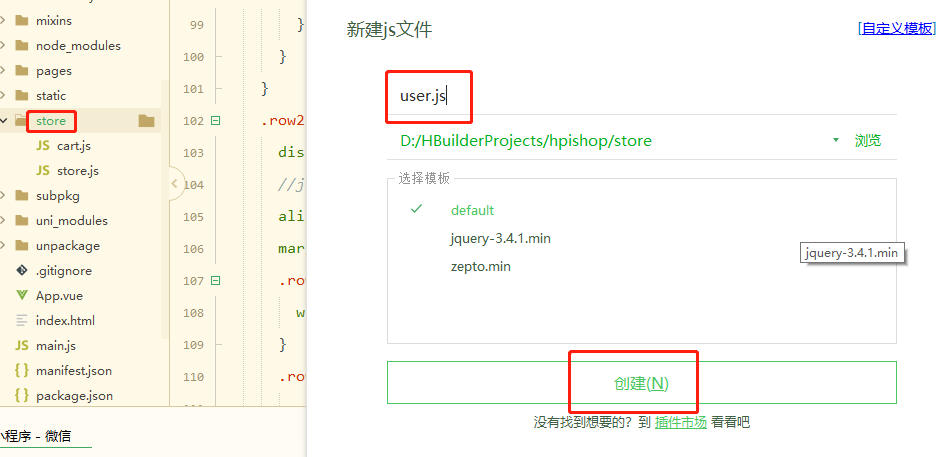 mixins
node_modules
pages
static
store
JS cart.js
JS store.js
subpkg
uni_modules
unpackage
.gitignore
App.vue
index.html
JS main.js
{ } manifest.json
{ } package.json
小程序 - 微信
99 }
100 }
101 }
102 .row2
103 dis
104 //j
105 ali
106 mar
107 .ro
108 w
109 }
110 .ro
新建js文件
[自定义模板]
user.js
D:/HBuilderProjects/hpishop/store
浏览
选择模板
default
jquery-3.4.1.min
zepto.min
jquery-3.4.1.min
创建(N)
没有找到想要的？到 插件市场 看看吧